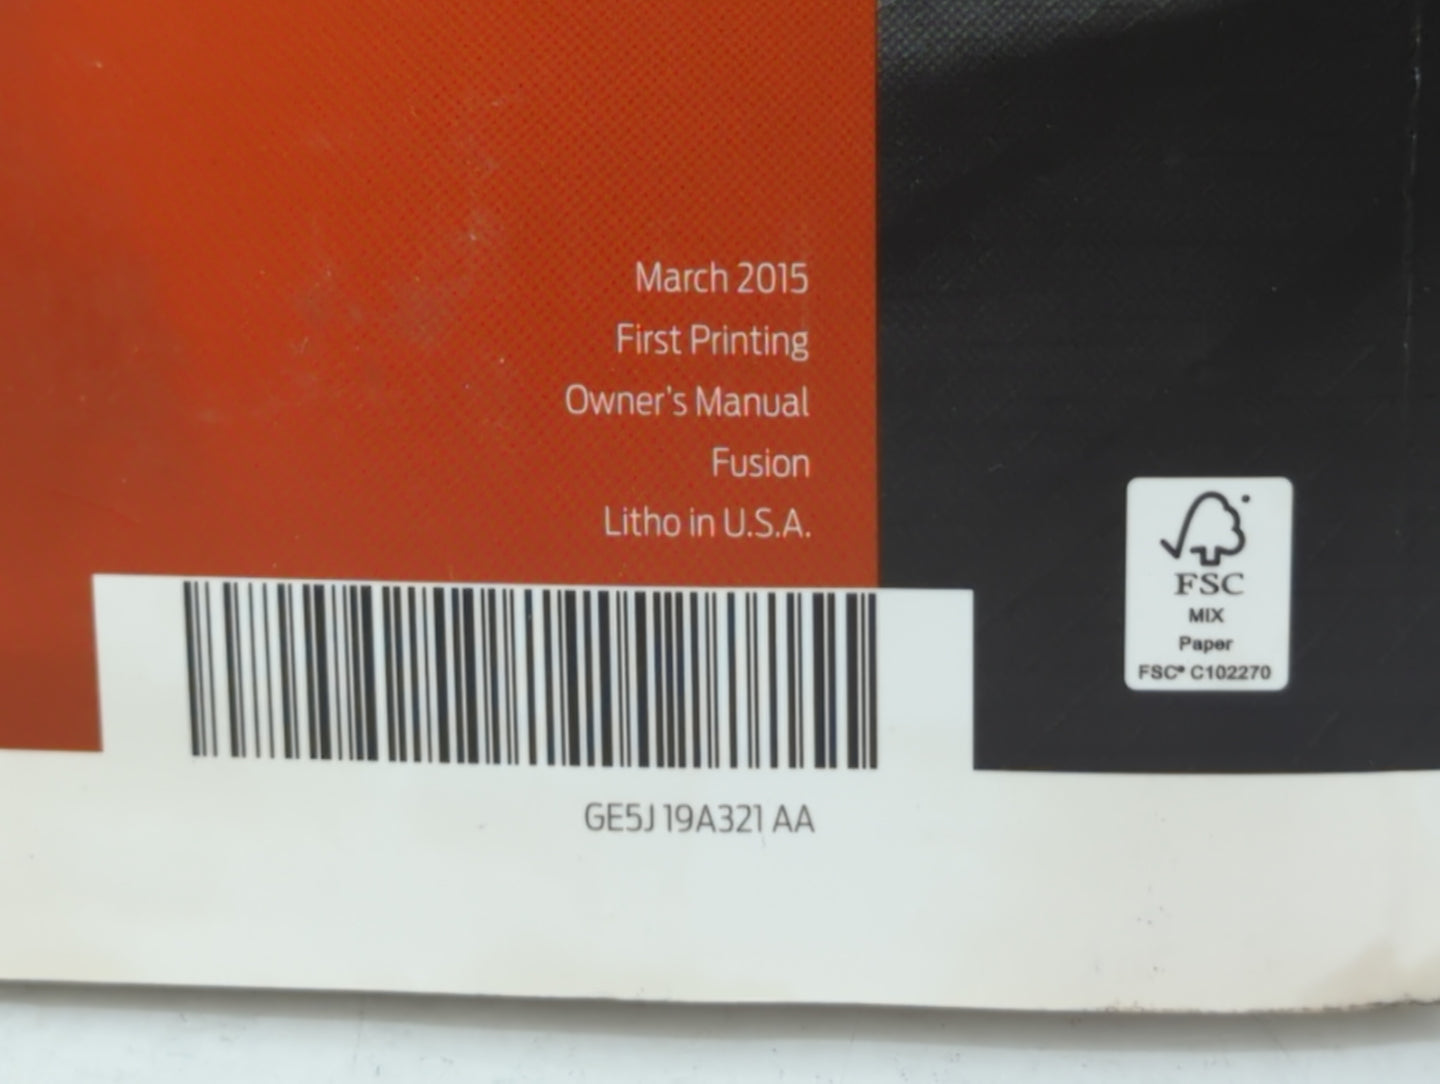 March 2015
First Printing
Owner's Manual
Fusion
Litho in U.S.A.
FSC
MIX
Paper
FSC® C102270
GE5J 19A321 AA